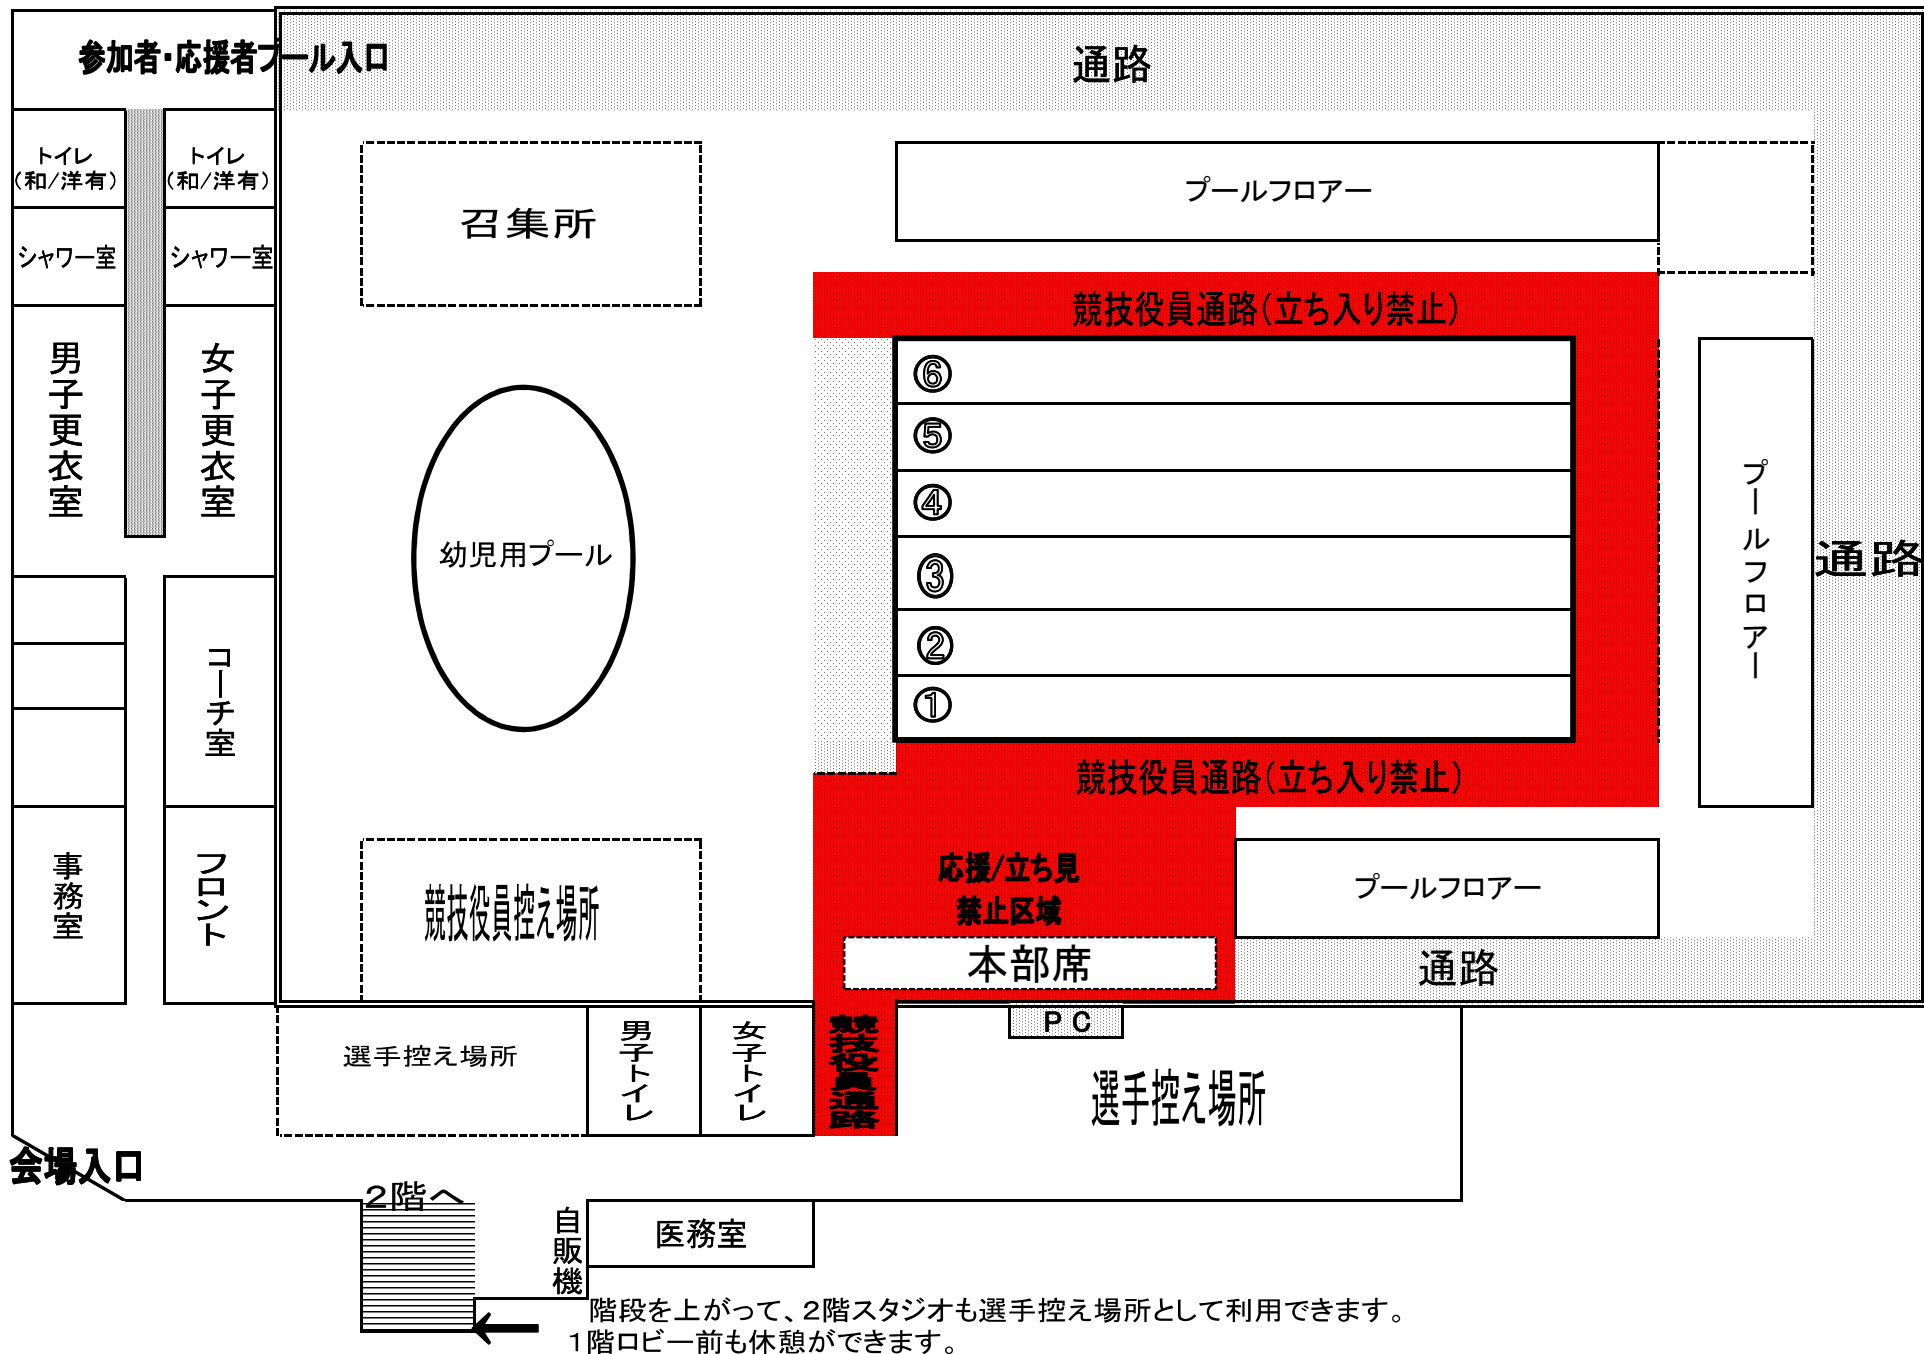 参加者・応援者プール入口
通路
トイレ
(和/洋有)
トイレ
(和/洋有)
召集所
プールフロアー
シャワー室
シャワー室
競技役員通路(立ち入り禁止)
男子更衣室
女子更衣室
⑥
⑤
④
③
②
①
幼児用プール
プールフロアー
通路
コーチ室
競技役員通路(立ち入り禁止)
事務室
フロント
競技役員控え場所
応援/立ち見
禁止区域
本部席
プールフロアー
通路
選手控え場所
男子トイレ
女子トイレ
競技役員通路
PC
選手控え場所
会場入口
2階へ
自販機
医務室
階段を上がって、2階スタジオも選手控え場所として利用できます。
1階ロビー前も休憩ができます。